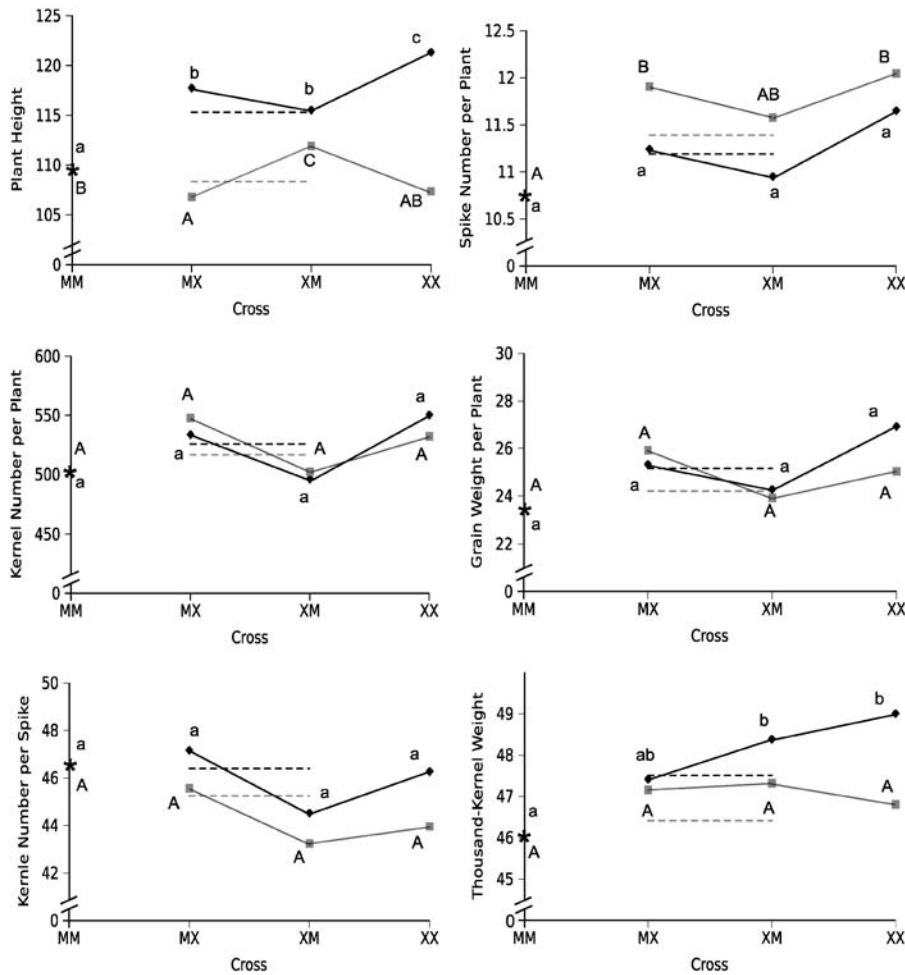 125
120
115
110
105
0
Plant Height
a
B
b
b
c
A
C
AB
MM
MX
XM
XX
Cross
12.5
12
11.5
11
10.5
0
Spike Number per Plant
A
a
B
AB
B
a
a
a
MM
MX
XM
XX
Cross
600
550
500
450
0
Kernel Number per Plant
A
a
A
a
A
a
a
A
MM
MX
XM
XX
Cross
30
28
26
24
22
0
Grain Weight per Plant
A
a
A
a
a
A
a
A
MM
MX
XM
XX
Cross
50
48
46
44
42
0
Kernle Number per Spike
a
A
a
A
a
A
a
A
MM
MX
XM
XX
Cross
49
48
47
46
45
0
Thousand-Kernel Weight
a
A
ab
A
b
A
b
A
MM
MX
XM
XX
Cross